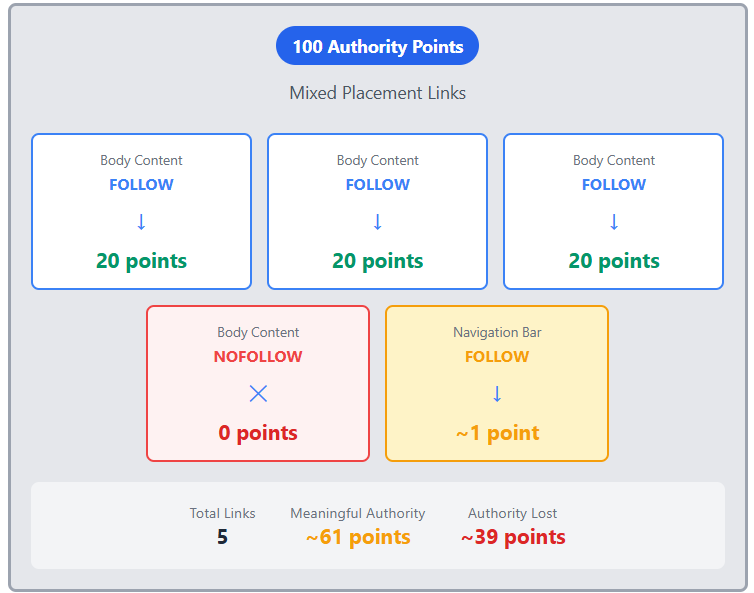 100 Authority Points
Mixed Placement Links
Body Content
FOLLOW
↓
20 points
Body Content
FOLLOW
↓
20 points
Body Content
FOLLOW
↓
20 points
Body Content
NOFOLLOW
×
0 points
Navigation Bar
FOLLOW
↓
~1 point
Total Links
5
Meaningful Authority
~61 points
Authority Lost
~39 points